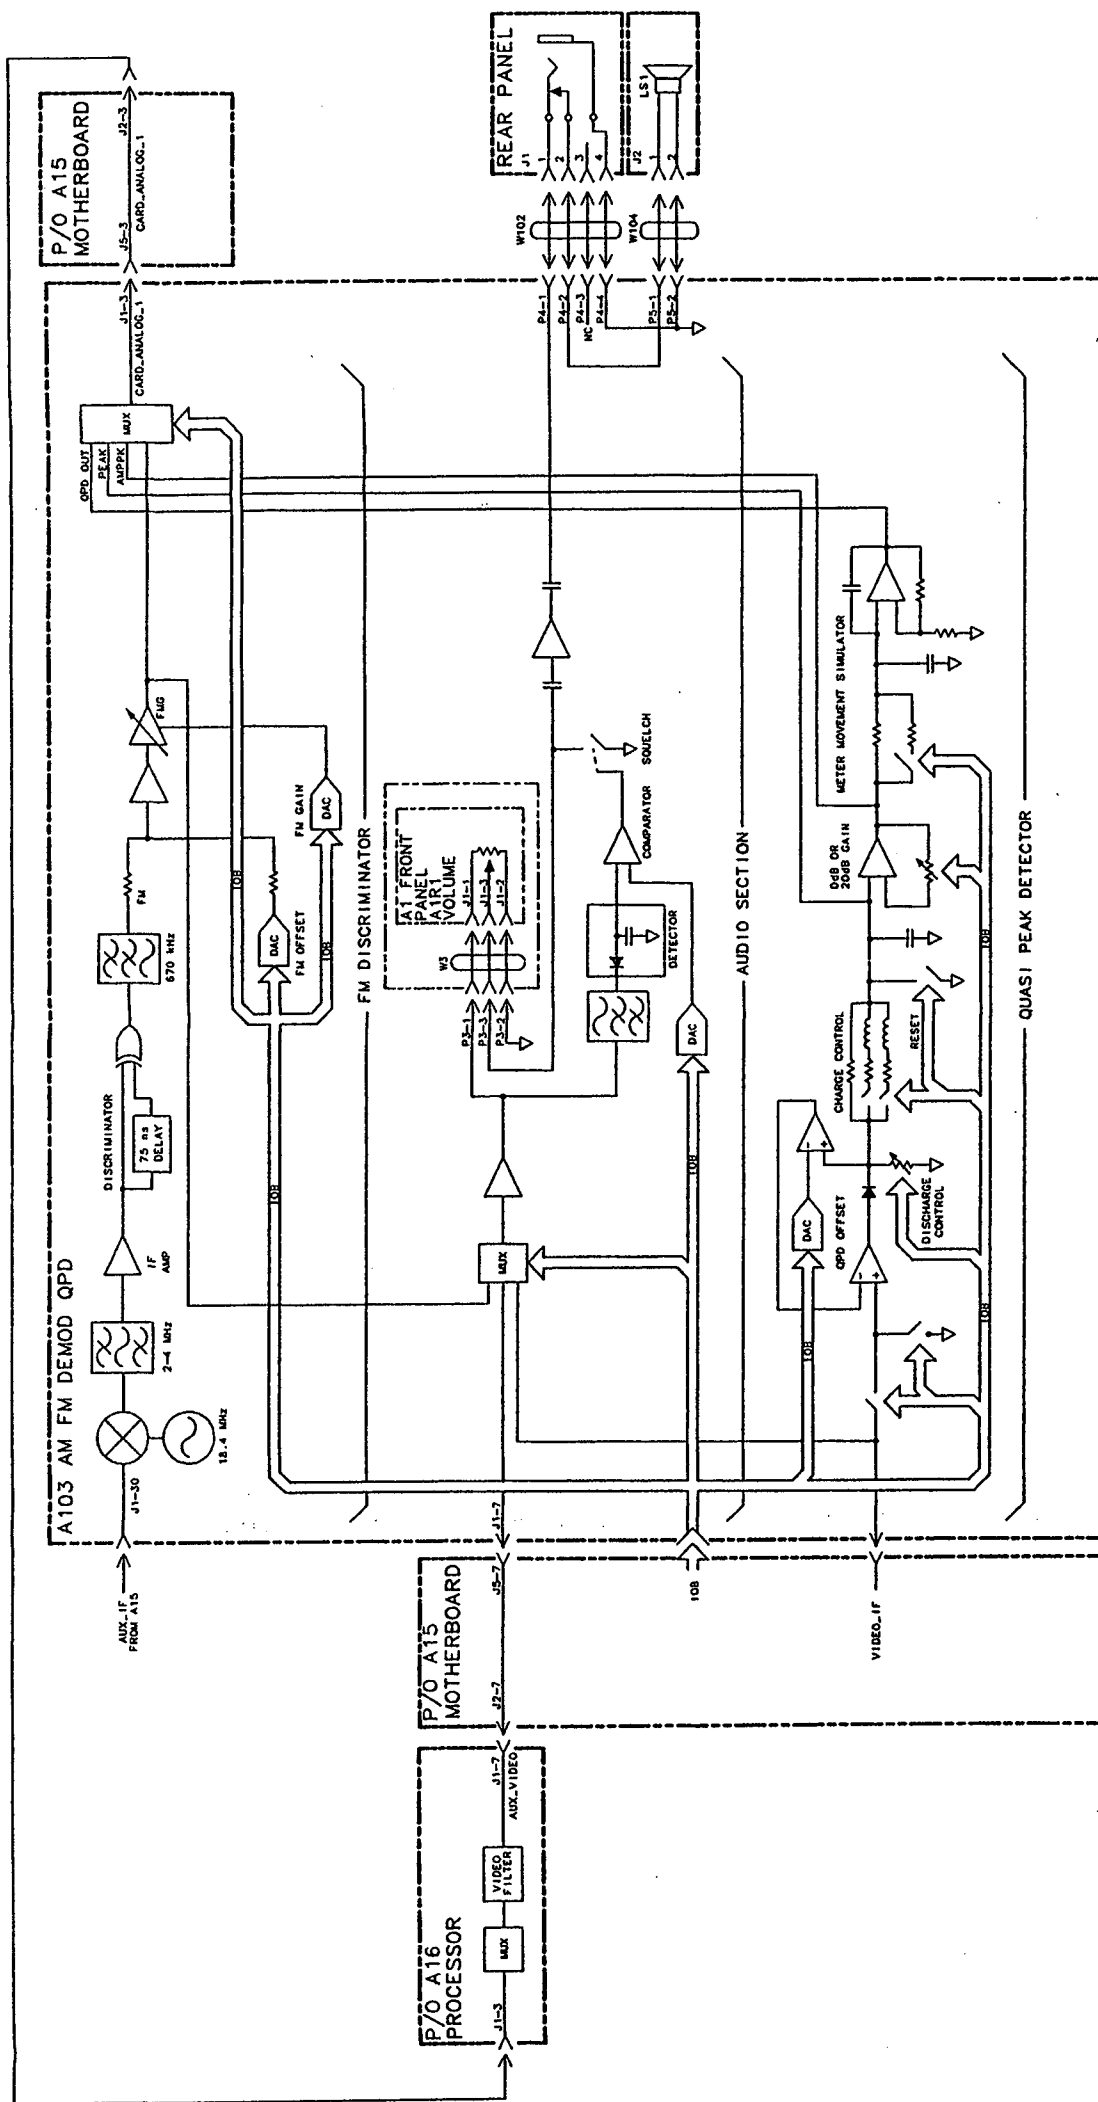 A103 AM FM DEMOD QPD
AUX_IF
FROM A15
J1-30
18.4 MHz
2-4 MHz
IF
AMP
DISCRIMINATOR
75 ns
DELAY
670 kHz
FM
DAC
FM OFFSET
IOB
DAC
FM GAIN
IOB
FMG
IOB
IOB
QPD OUT
PEAK
AMPPK
MUX
CARD_ANALOG_1
J1-3
P/O A15
MOTHERBOARD
J5-3
CARD_ANALOG_1
J2-3
FM DISCRIMINATOR
P/O A16
PROCESSOR
J1-3
MUX
VIDEO
FILTER
AUX_VIDEO
J1-7
P/O A15
MOTHERBOARD
J2-7
J5-7
J1-7
MUX
P3-1
P3-3
P3-2
W3
A1 FRONT
PANEL
A1R1
VOLUME
J1-1
J1-3
J1-2
DETECTOR
COMPARATOR
SQUELCH
IOB
IOB
DAC
P4-1
P4-2
P4-3
NC
P4-4
P5-1
P5-2
W102
W104
REAR PANEL
J1
1
2
3
4
J2
1
2
LS1
AUDIO SECTION
VIDEO_IF
IOB
DAC
QPD OFFSET
-
+
-
+
DISCHARGE
CONTROL
CHARGE CONTROL
RESET
0dB OR
20dB GAIN
METER MOVEMENT SIMULATOR
IOB
IOB
QUASI PEAK DETECTOR